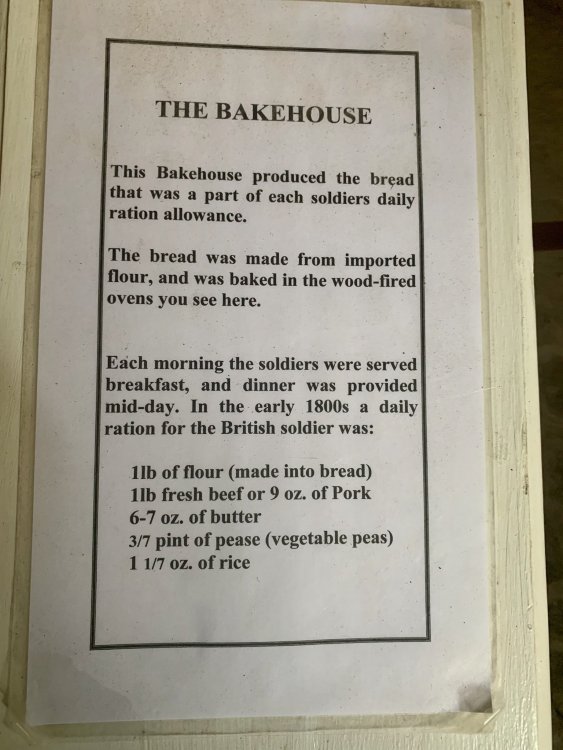 THE BAKEHOUSE
This Bakehouse produced the bread
that was a part of each soldiers daily
ration allowance.
The bread was made from imported
flour, and was baked in the wood-fired
ovens you see here.
Each morning the soldiers were served
breakfast, and dinner was provided
mid-day. In the early 1800s a daily
ration for the British soldier was:
1lb of flour (made into bread)
1lb fresh beef or 9 oz. of Pork
6-7 oz. of butter
3/7 pint of pease (vegetable peas)
1 1/7 oz. of rice